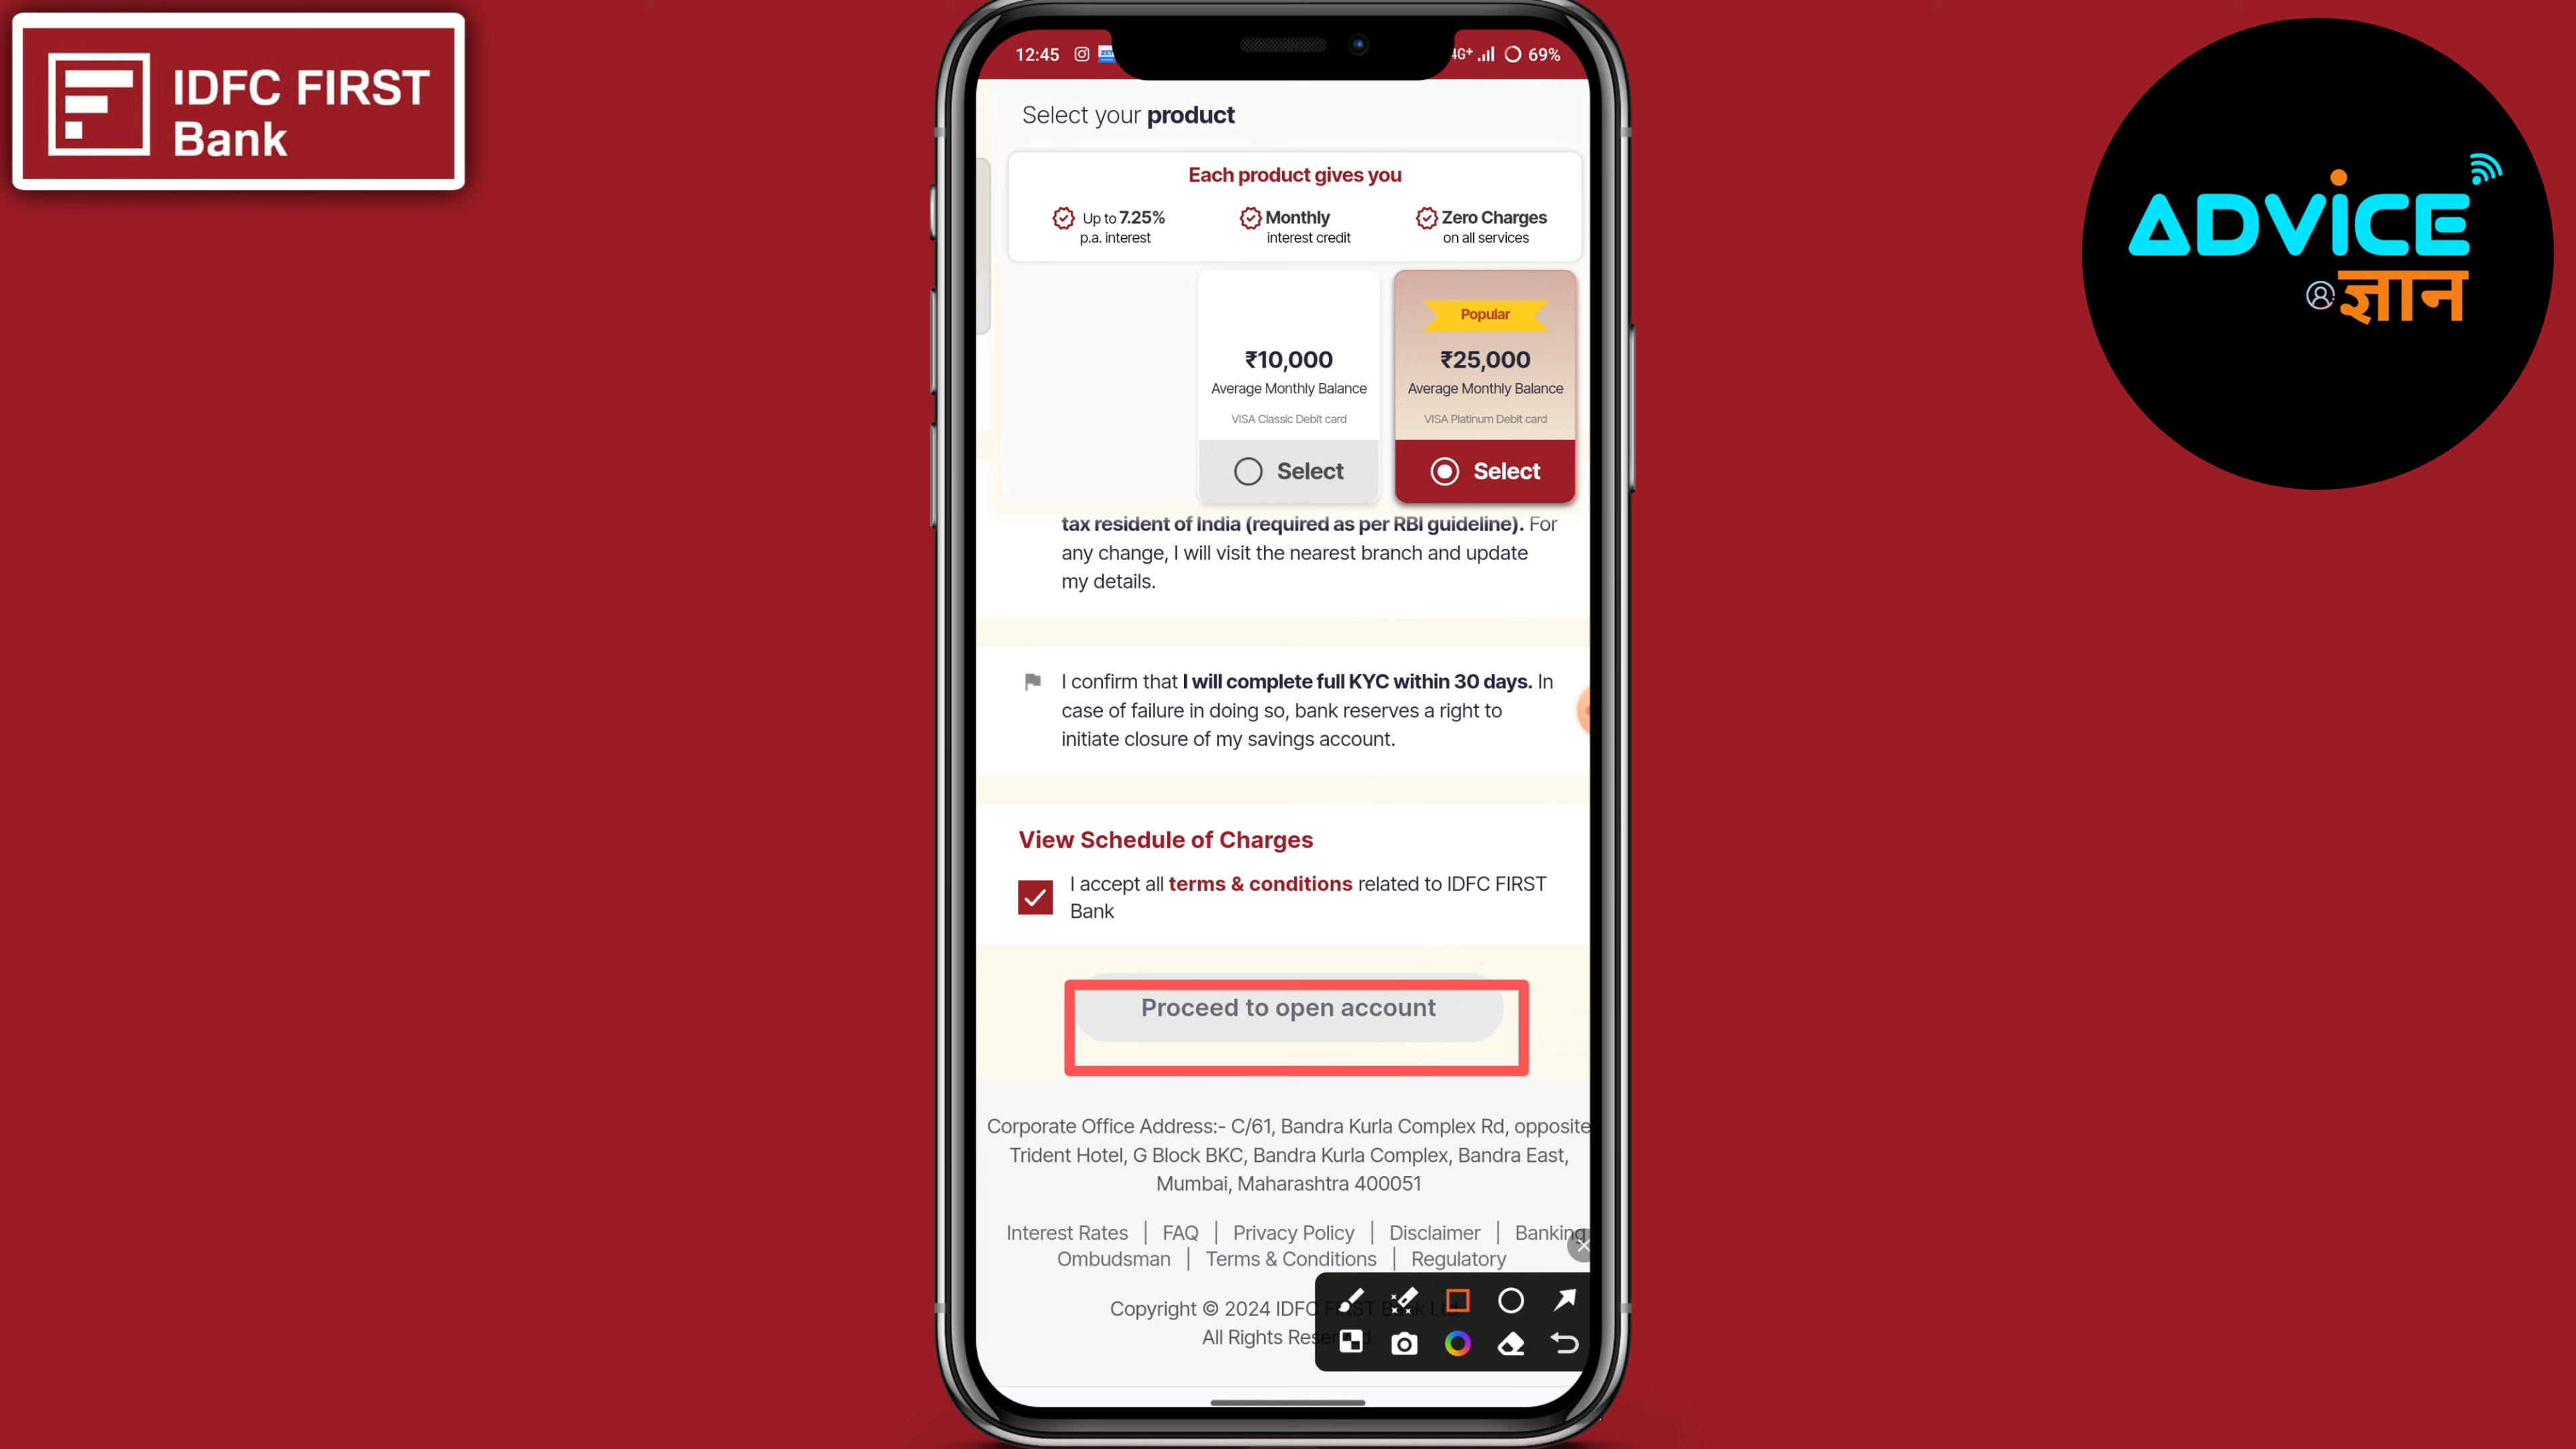 IDFC FIRST
Bank
ADVICE
ज्ञान
12:45
4G+ 69%
Select your product
Each product gives you
Up to 7.25%
p.a. interest
Monthly
interest credit
Zero Charges
on all services
₹10,000
Average Monthly Balance
VISA Classic Debit card
Select
Popular
₹25,000
Average Monthly Balance
VISA Platinum Debit card
Select
tax resident of India (required as per RBI guideline). For
any change, I will visit the nearest branch and update
my details.
I confirm that I will complete full KYC within 30 days. In
case of failure in doing so, bank reserves a right to
initiate closure of my savings account.
View Schedule of Charges
I accept all terms & conditions related to IDFC FIRST
Bank
Proceed to open account
Corporate Office Address:- C/61, Bandra Kurla Complex Rd, opposite
Trident Hotel, G Block BKC, Bandra Kurla Complex, Bandra East,
Mumbai, Maharashtra 400051
Interest Rates | FAQ | Privacy Policy | Disclaimer | Banking
Ombudsman | Terms & Conditions | Regulatory
Copyright © 2024 IDFC FIRST Bank Ltd.
All Rights